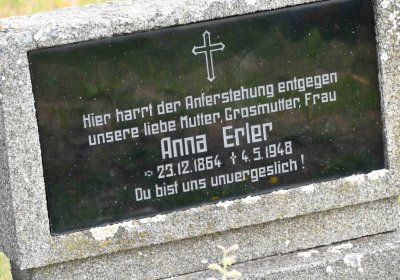 Hier harrt der Anferstehung entgegen
unsere liebe Mutter, Grosmutter, Frau
Anna Erler
* 23.12.1864 † 4.5.1948
Du bist uns unvergeslich !